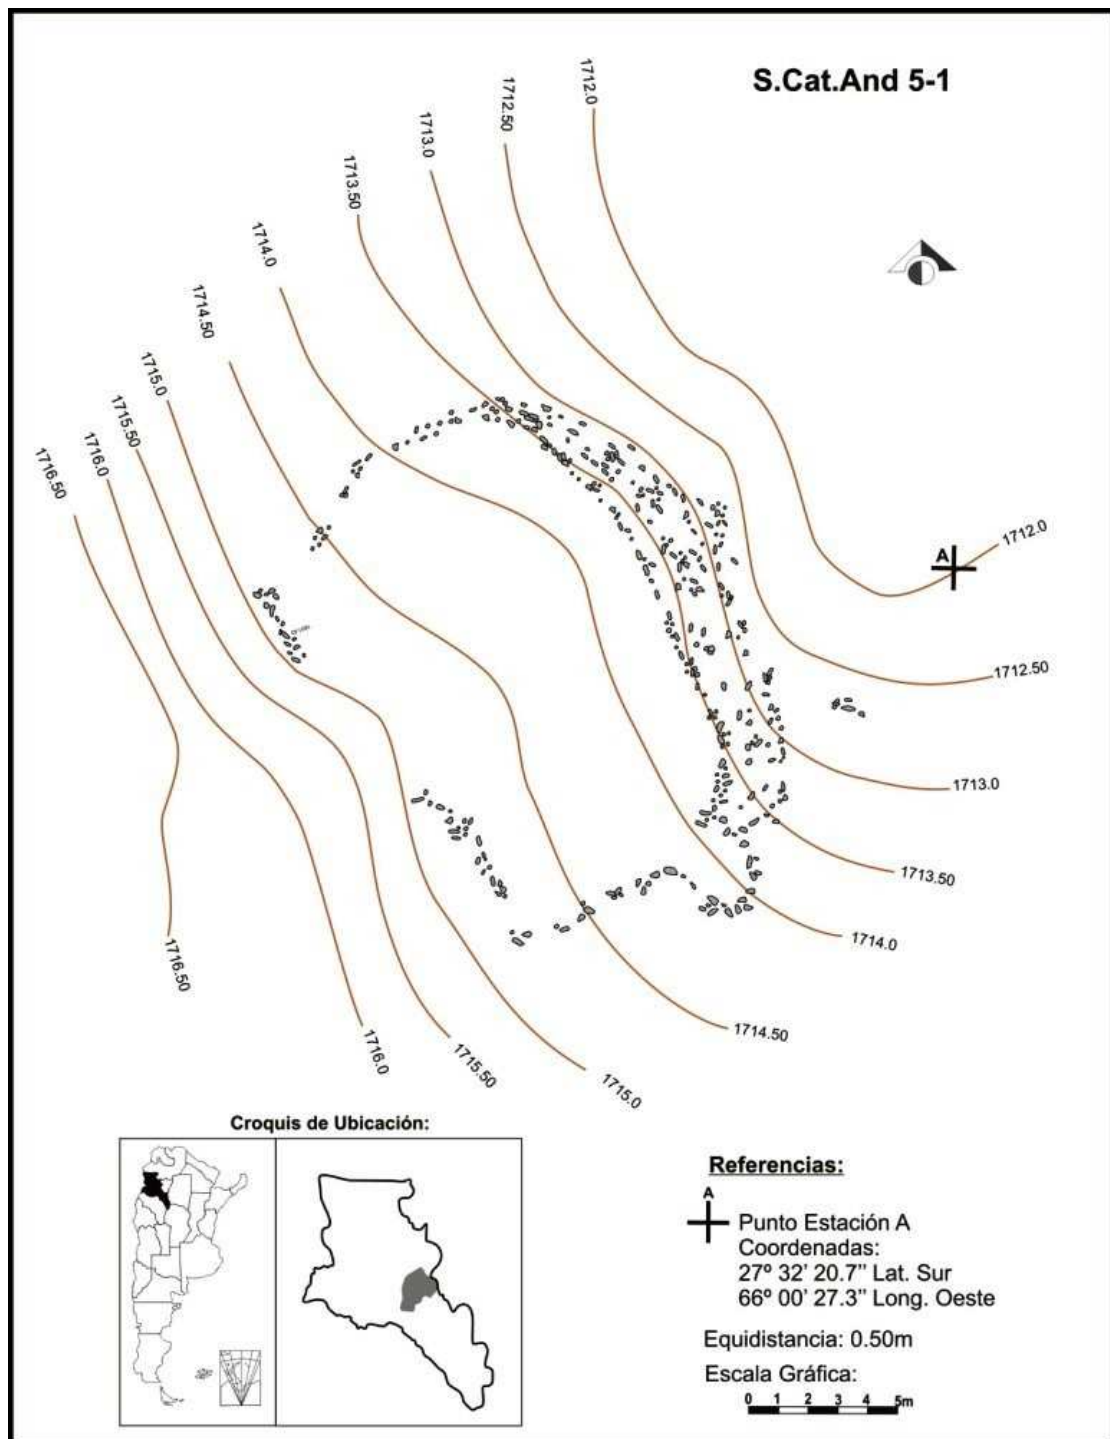 S.Cat.And 5-1
1712.0
1712.50
1713.0
1713.50
1714.0
1714.50
1715.0
1715.50
1716.0
1716.50
A
1712.0
1712.50
1713.0
1713.50
1714.0
1714.50
1715.0
1715.50
1716.0
1716.50
Croquis de Ubicación:
Referencias:
A
Punto Estación A
Coordenadas:
27º 32’ 20.7” Lat. Sur
66º 00’ 27.3” Long. Oeste
Equidistancia: 0.50m
Escala Gráfica:
0 1 2 3 4 5m